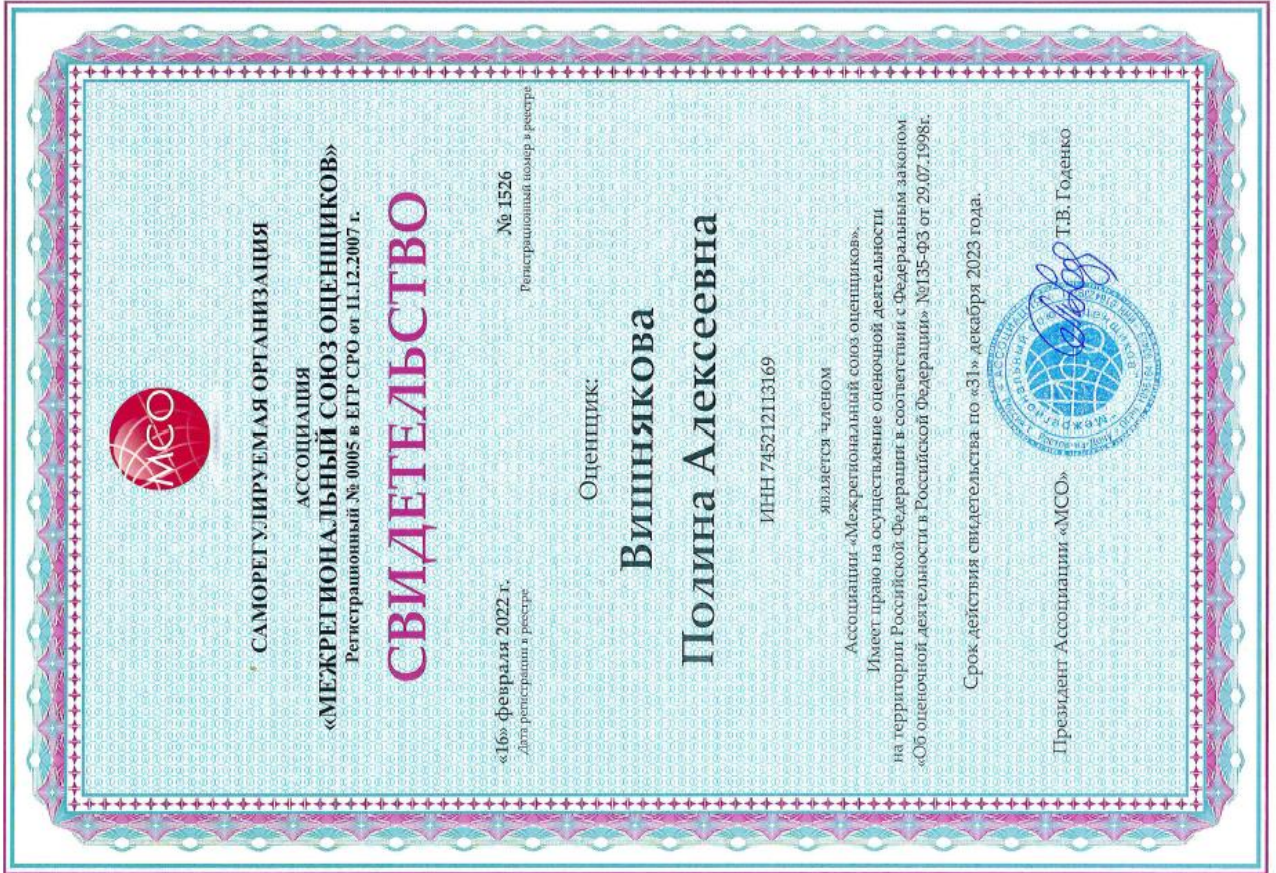 МСО
САМОРЕГУЛИРУЕМАЯ ОРГАНИЗАЦИЯ
АССОЦИАЦИЯ
«МЕЖРЕГИОНАЛЬНЫЙ СОЮЗ ОЦЕНЩИКОВ»
Регистрационный № 0005 в ЕГР СРО от 11.12.2007 г.
СВИДЕТЕЛЬСТВО
«16» февраля 2022 г. № 1526
Дата регистрации в реестре Регистрационный номер в реестре
Оценщик:
Вишнякова
Полина Алексеевна
ИНН 745212113169
является членом
Ассоциации «Межрегиональный союз оценщиков».
Имеет право на осуществление оценочной деятельности
на территории Российской Федерации в соответствии с Федеральным законом
«Об оценочной деятельности в Российской Федерации» №135-ФЗ от 29.07.1998г.
Срок действия свидетельства по «31» декабря 2023 года.
Президент Ассоциации «МСО» Т.В. Годенко